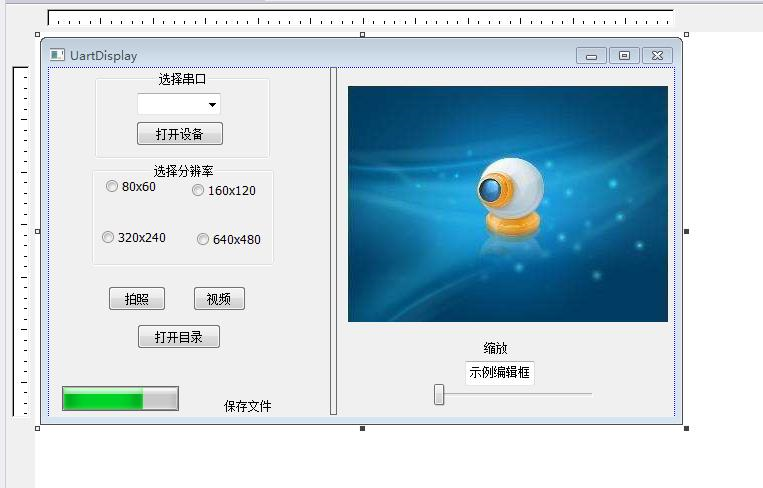 UartDisplay
选择串口
打开设备
选择分辨率
80x60
160x120
320x240
640x480
拍照
视频
打开目录
保存文件
缩放
示例编辑框